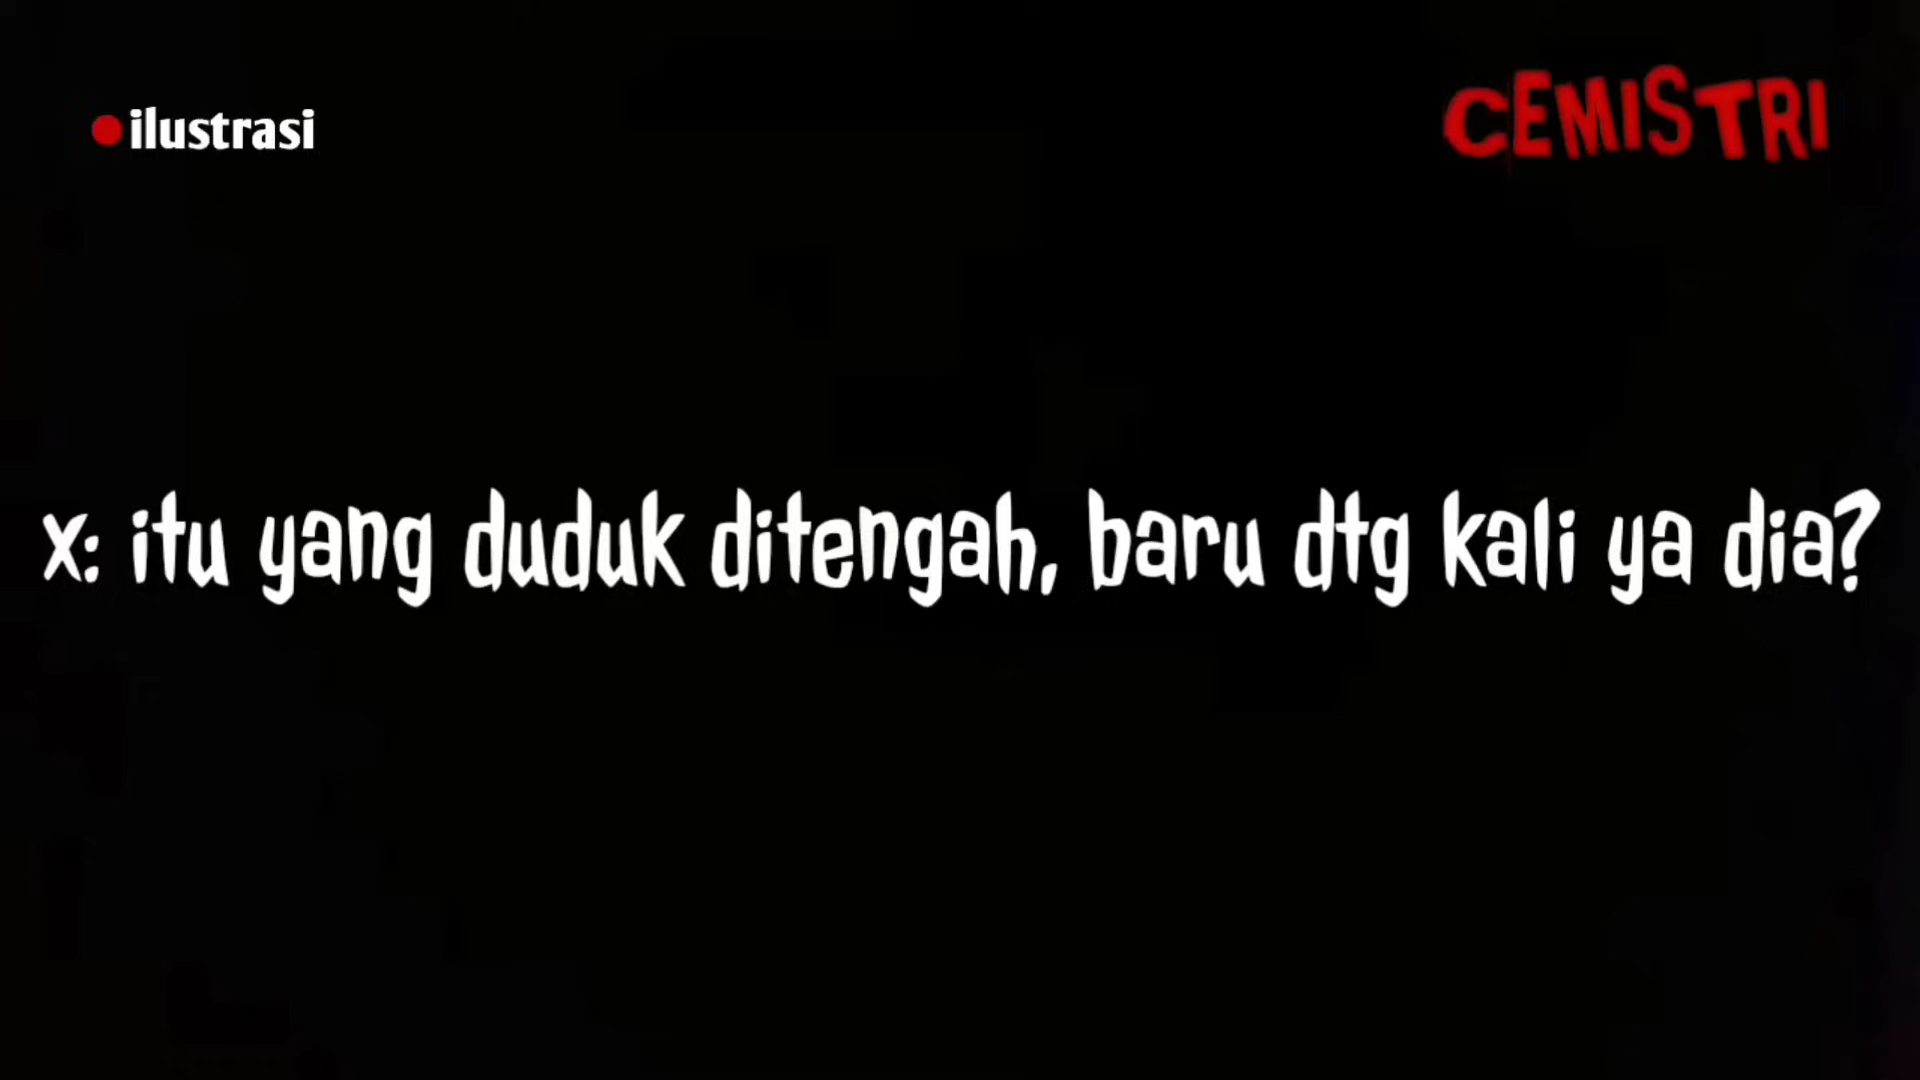 ilustrasi
CEMISTRI
x: itu yang duduk ditengah, baru dtg kali ya dia?